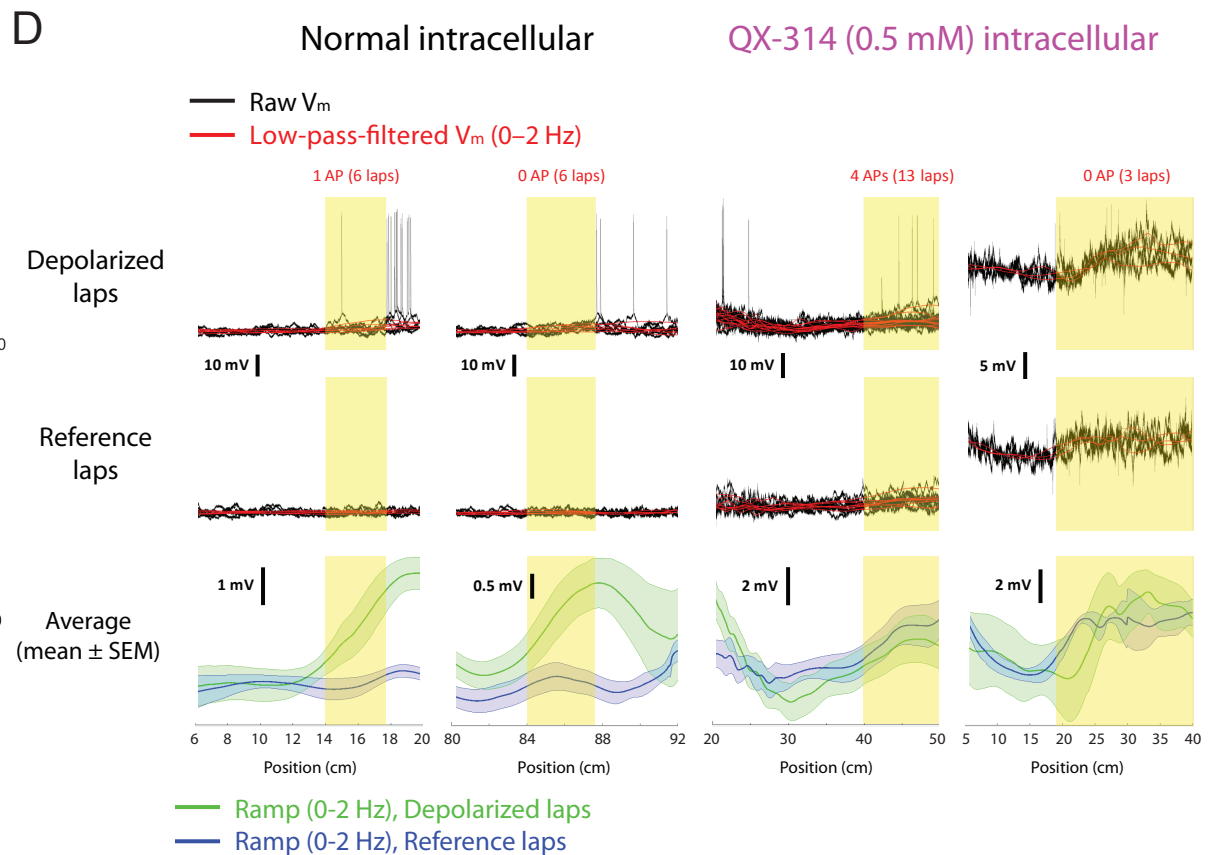 D
Normal intracellular
QX-314 (0.5 mM) intracellular
Raw Vm
Low-pass-filtered Vm (0–2 Hz)
1 AP (6 laps)
0 AP (6 laps)
4 APs (13 laps)
0 AP (3 laps)
Depolarized
laps
0
10 mV
10 mV
10 mV
5 mV
Reference
laps
1 mV
0.5 mV
2 mV
2 mV
Average
(mean ± SEM)
6 8 10 12 14 16 18 20
80 84 88 92
20 30 40 50
5 10 15 20 25 30 35 40
Position (cm)
Position (cm)
Position (cm)
Position (cm)
Ramp (0-2 Hz), Depolarized laps
Ramp (0-2 Hz), Reference laps